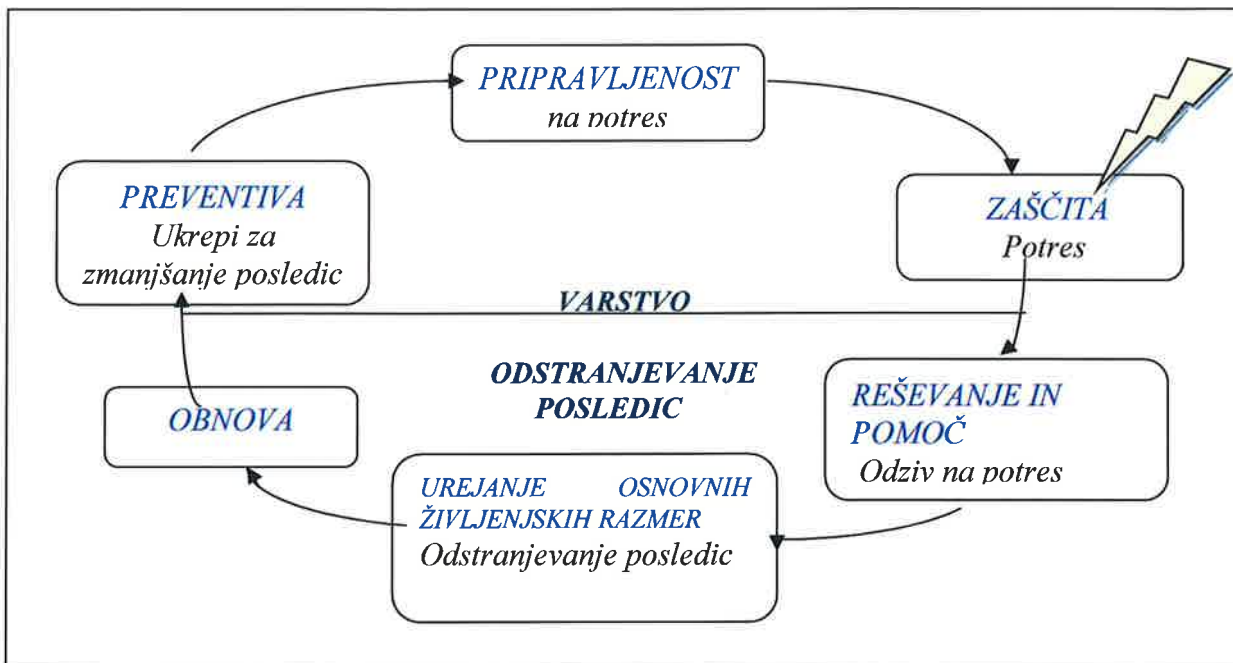 PRIPRAVLJENOST
na potres
PREVENTIVA
Ukrepi za
zmanjšanje posledic
ZAŠČITA
Potres
VARSTVO
ODSTRANJEVANJE
POSLEDIC
OBNOVA
REŠEVANJE IN
POMOČ
Odziv na potres
UREJANJE OSNOVNIH
ŽIVLJENJSKIH RAZMER
Odstranjevanje posledic